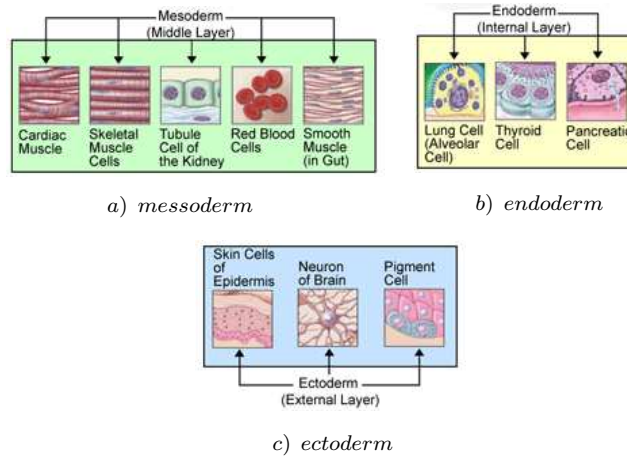 Mesoderm
(Middle Layer)
Cardiac
Muscle
Skeletal
Muscle
Cells
Tubule
Cell of
the Kidney
Red Blood
Cells
Smooth
Muscle
(in Gut)
a) messoderm
Endoderm
(Internal Layer)
Lung Cell
(Alveolar
Cell)
Thyroid
Cell
Pancreatic
Cell
b) endoderm
Skin Cells
of
Epidermis
Neuron
of Brain
Pigment
Cell
Ectoderm
(External Layer)
c) ectoderm